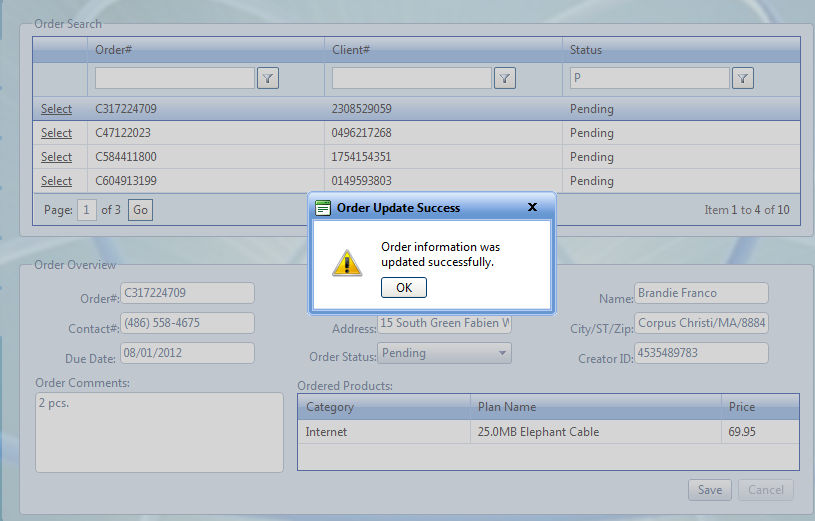 Order Search
Order# Client# Status
P
Select C317224709 2308529059 Pending
Select C47122023 0496217268 Pending
Select C584411800 1754154351 Pending
Select C604913199 0149593803 Pending
Page: 1 of 3 Go Item 1 to 4 of 10
Order Update Success X
Order information was
updated successfully.
OK
Order Overview
Order#: C317224709 Name: Brandie Franco
Contact#: (486) 558-4675 Address: 15 South Green Fabien W City/ST/Zip: Corpus Christi/MA/8884
Due Date: 08/01/2012 Order Status: Pending Creator ID: 4535489783
Order Comments: Ordered Products:
2 pcs.
Category Plan Name Price
Internet 25.0MB Elephant Cable 69.95
Save Cancel